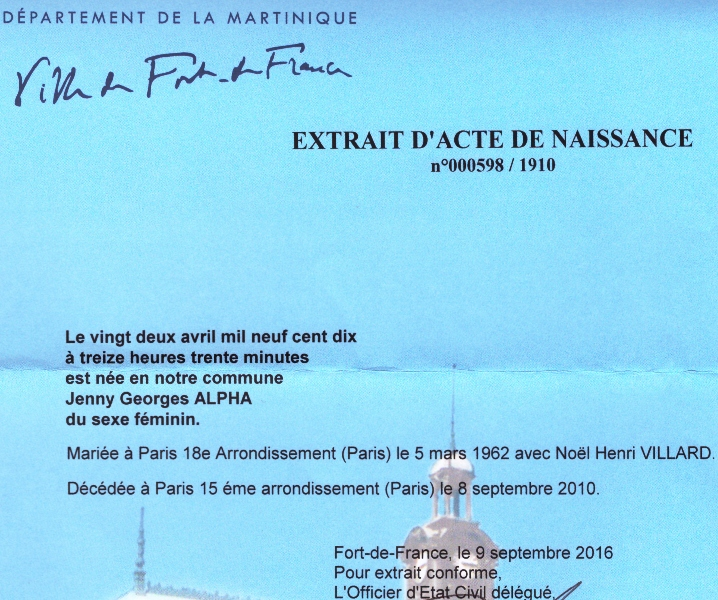 DÉPARTEMENT DE LA MARTINIQUE
Ville de Fort-de-France
EXTRAIT D'ACTE DE NAISSANCE
n°000598 / 1910
Le vingt deux avril mil neuf cent dix
à treize heures trente minutes
est née en notre commune
Jenny Georges ALPHA
du sexe féminin.
Mariée à Paris 18e Arrondissement (Paris) le 5 mars 1962 avec Noël Henri VILLARD.
Décédée à Paris 15 éme arrondissement (Paris) le 8 septembre 2010.
Fort-de-France, le 9 septembre 2016
Pour extrait conforme,
L'Officier d'Etat Civil délégué,